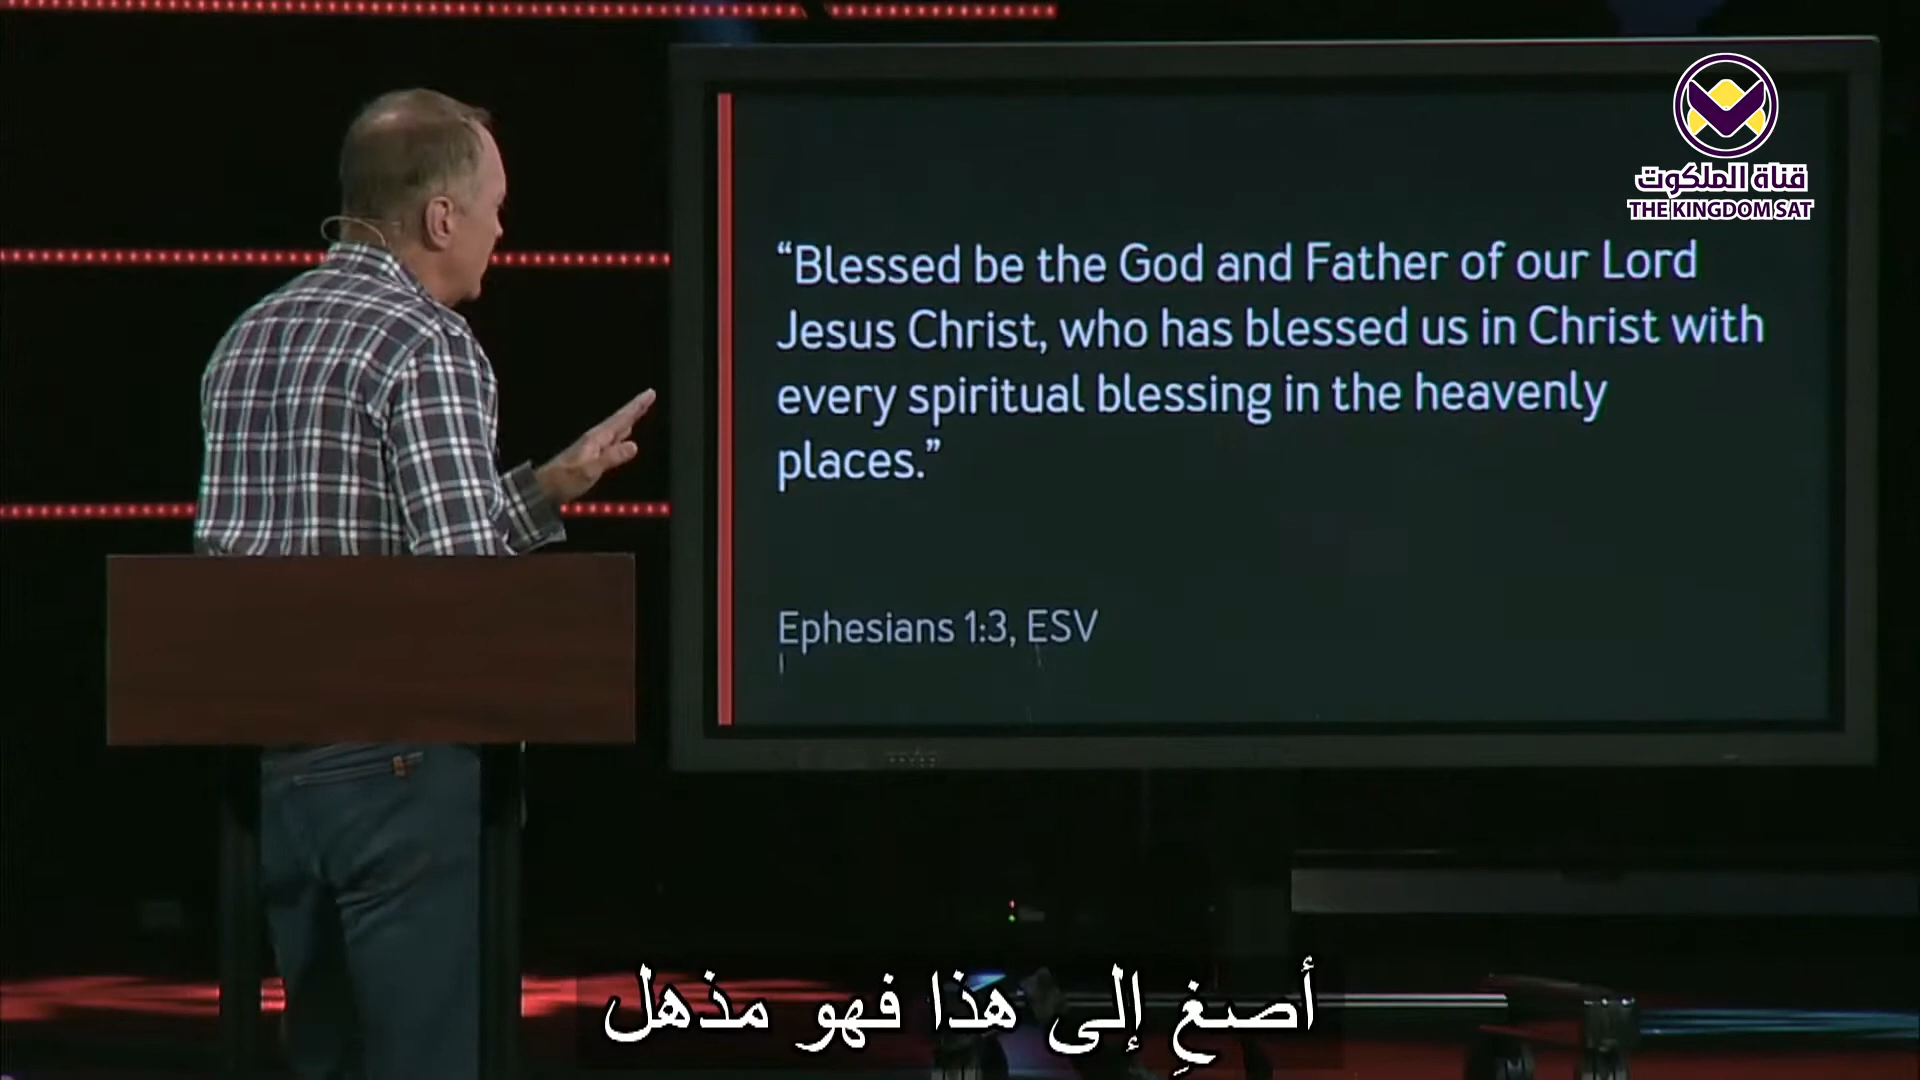 قناة الملكوت
THE KINGDOM SAT
“Blessed be the God and Father of our Lord
Jesus Christ, who has blessed us in Christ with
every spiritual blessing in the heavenly
places.”
Ephesians 1:3, ESV
أصغِ إلى هذا فهو مذهل